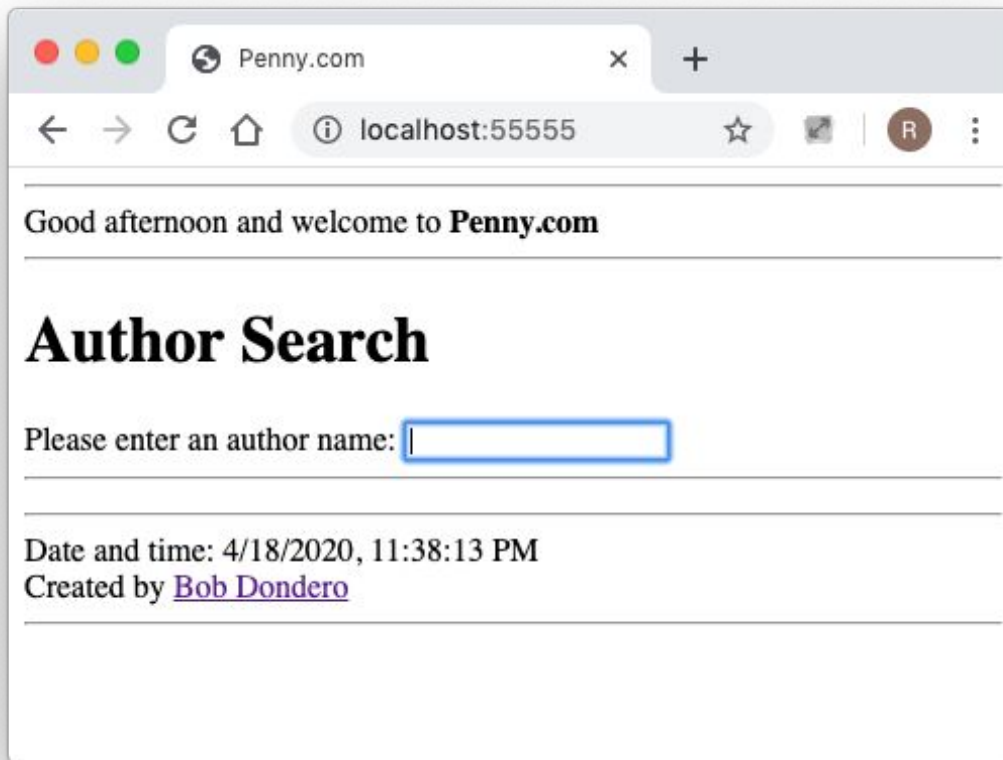 Penny.com
localhost:55555
R
Good afternoon and welcome to Penny.com
Author Search
Please enter an author name:
Date and time: 4/18/2020, 11:38:13 PM
Created by Bob Dondero